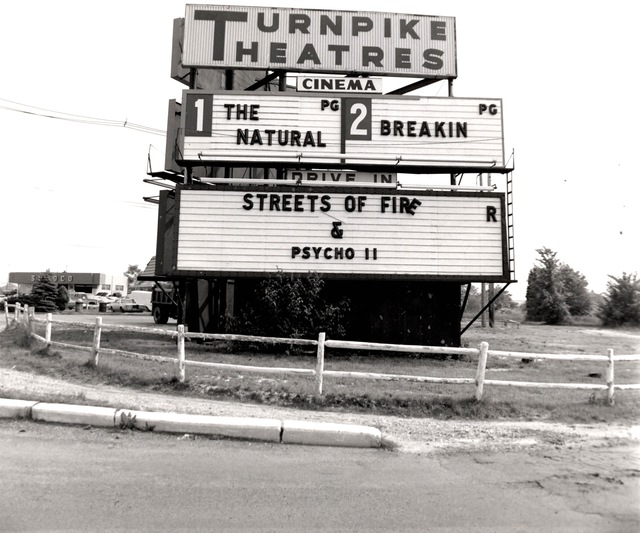 TURNPIKE
THEATRES
CINEMA
1 THE NATURAL PG
2 BREAKIN PG
DRIVE IN
STREETS OF FIRE R
&
PSYCHO II